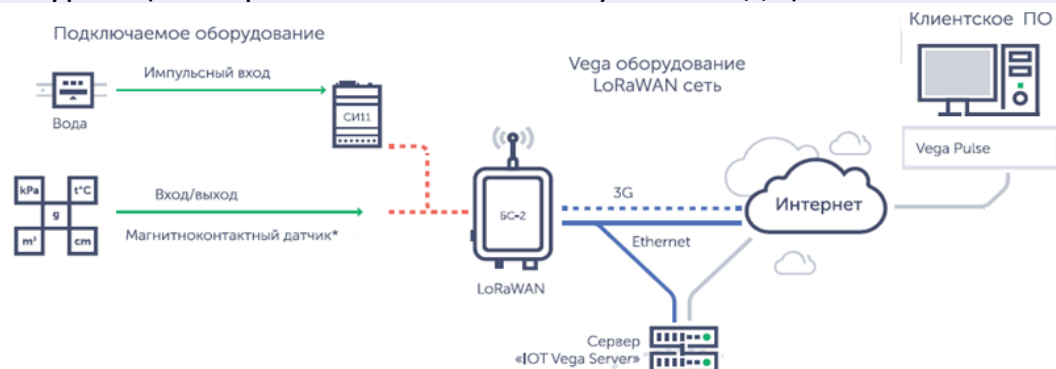 Клиентское ПО
Подключаемое оборудование
Vega оборудование
LoRaWAN сеть
Импульсный вход
СИ11
Вода
Vega Pulse
kPa
t°C
g
m³
cm
Вход/выход
Магнитноконтактный датчик*
БС-2
3G
Интернет
Ethernet
LoRaWAN
Сервер
«IOT Vega Server»